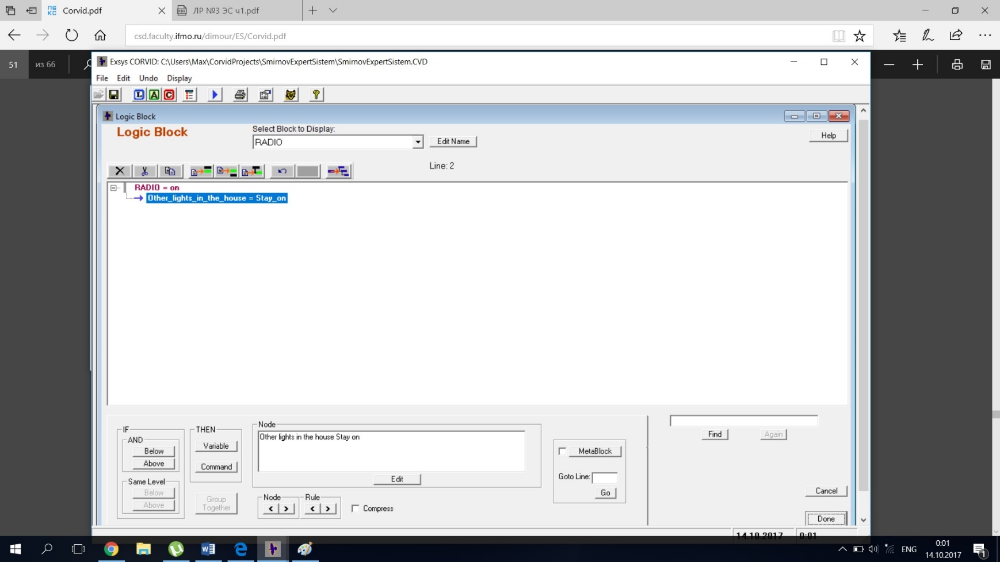 Corvid.pdf
ЛР №3 ЭС ч1.pdf
csd.faculty.ifmo.ru/dimour/ES/Corvid.pdf
51 из 66
Exsys CORVID: C:\Users\Max\CorvidProjects\SmirnovExpertSistem\SmirnovExpertSistem.CVD
File Edit Undo Display
L A C ?
Logic Block
Logic Block
Select Block to Display:
RADIO
Edit Name
Help
Line: 2
RADIO = on
Other_lights_in_the_house = Stay_on
IF
AND
Below
Above
Same Level
Below
Above
THEN
Variable
Command
Group Together
Node
Other lights in the house Stay on
Edit
Node < >
Rule < >
Compress
MetaBlock
Goto Line:
Go
Find
Again
Cancel
Done
14.10.2017 0:01
ENG
0:01
14.10.2017
1